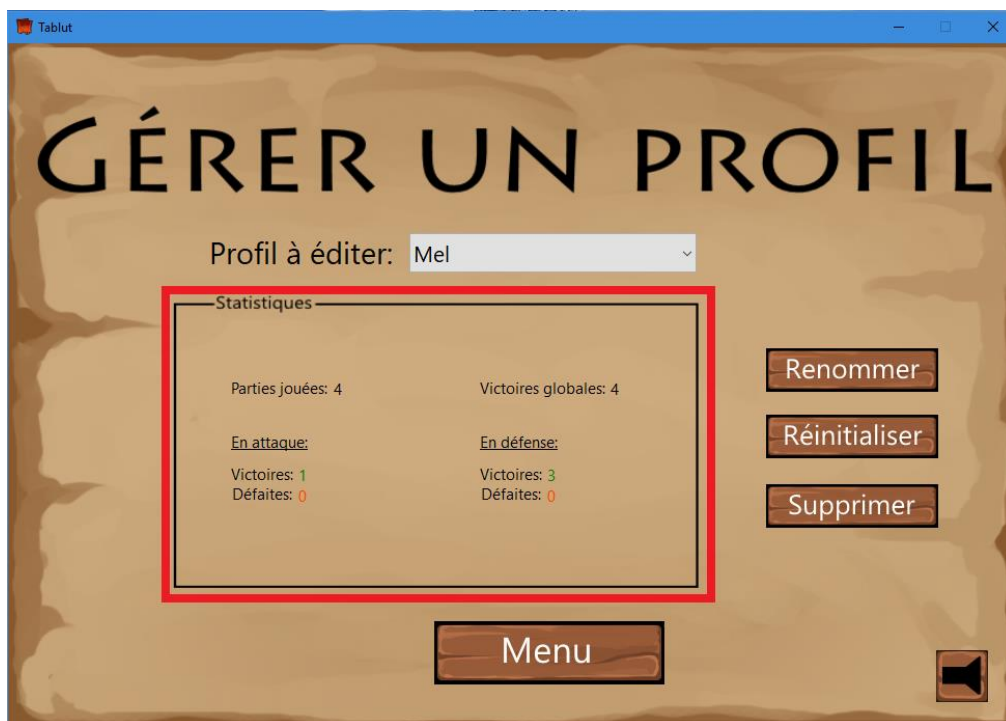 Tablut
GÉRER UN PROFIL
Profil à éditer: Mel
Statistiques
Parties jouées: 4 Victoires globales: 4
En attaque: En défense:
Victoires: 1 Victoires: 3
Défaites: 0 Défaites: 0
Renommer
Réinitialiser
Supprimer
Menu